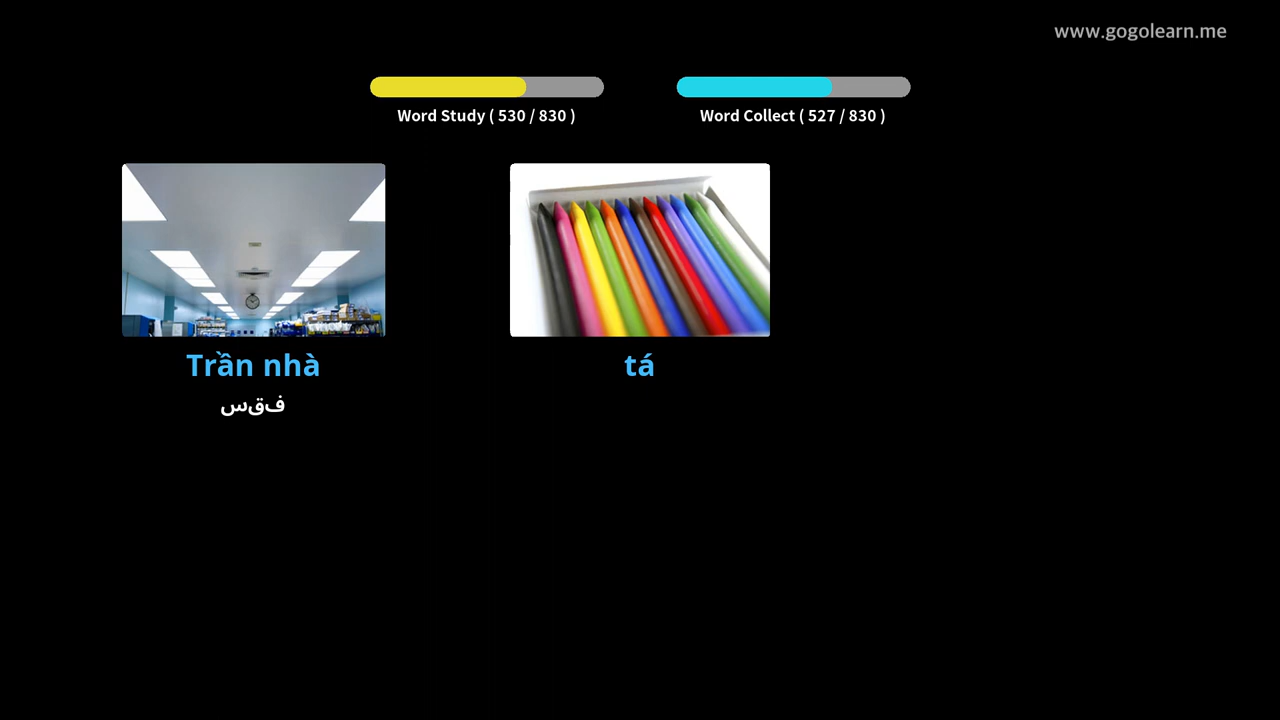 www.gogolearn.me
Word Study ( 530 / 830 )
Word Collect ( 527 / 830 )
Trần nhà
فقس
tá